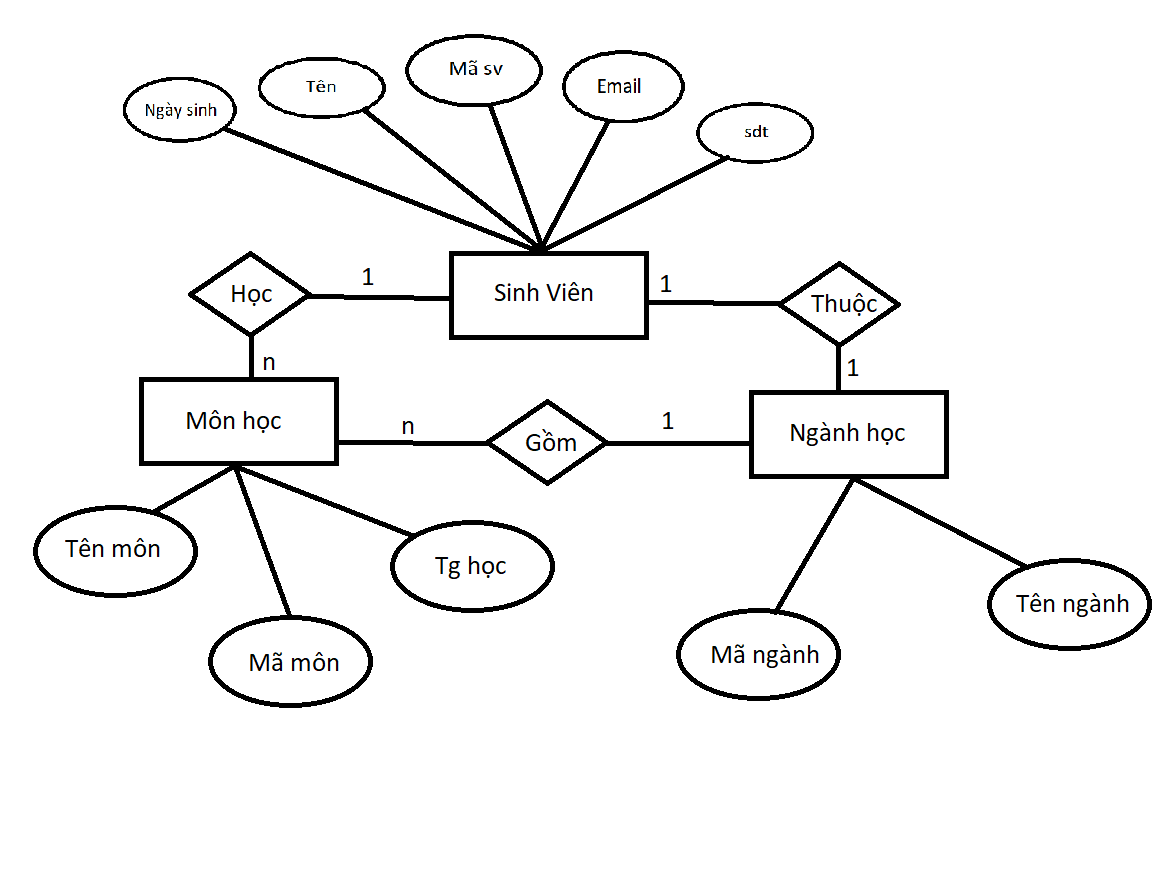 Mã sv
Tên
Email
Ngày sinh
sdt
Học
1
Sinh Viên
1
Thuộc
n
1
Môn học
n
Gồm
1
Ngành học
Tên môn
Tg học
Mã môn
Mã ngành
Tên ngành